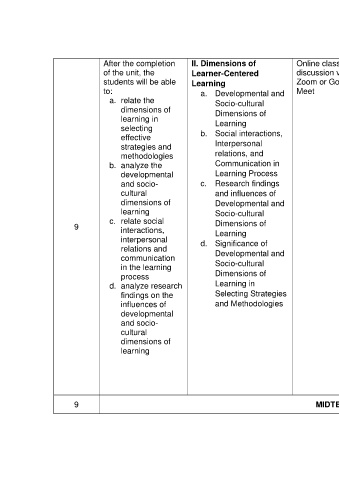 After the completion
of the unit, the
students will be able
to:
a. relate the
dimensions of
learning in
selecting
effective
strategies and
methodologies
b. analyze the
developmental
and socio-
cultural
dimensions of
learning
c. relate social
interactions,
interpersonal
relations and
communication
in the learning
process
d. analyze research
findings on the
influences of
developmental
and socio-
cultural
dimensions of
learning
II. Dimensions of
Learner-Centered
Learning
a. Developmental and
Socio-cultural
Dimensions of
Learning
b. Social interactions,
Interpersonal
relations, and
Communication in
Learning Process
c. Research findings
and influences of
Developmental and
Socio-cultural
Dimensions of
Learning
d. Significance of
Developmental and
Socio-cultural
Dimensions of
Learning in
Selecting Strategies
and Methodologies
Online clas
discussion v
Zoom or Go
Meet
9
9
MIDTE